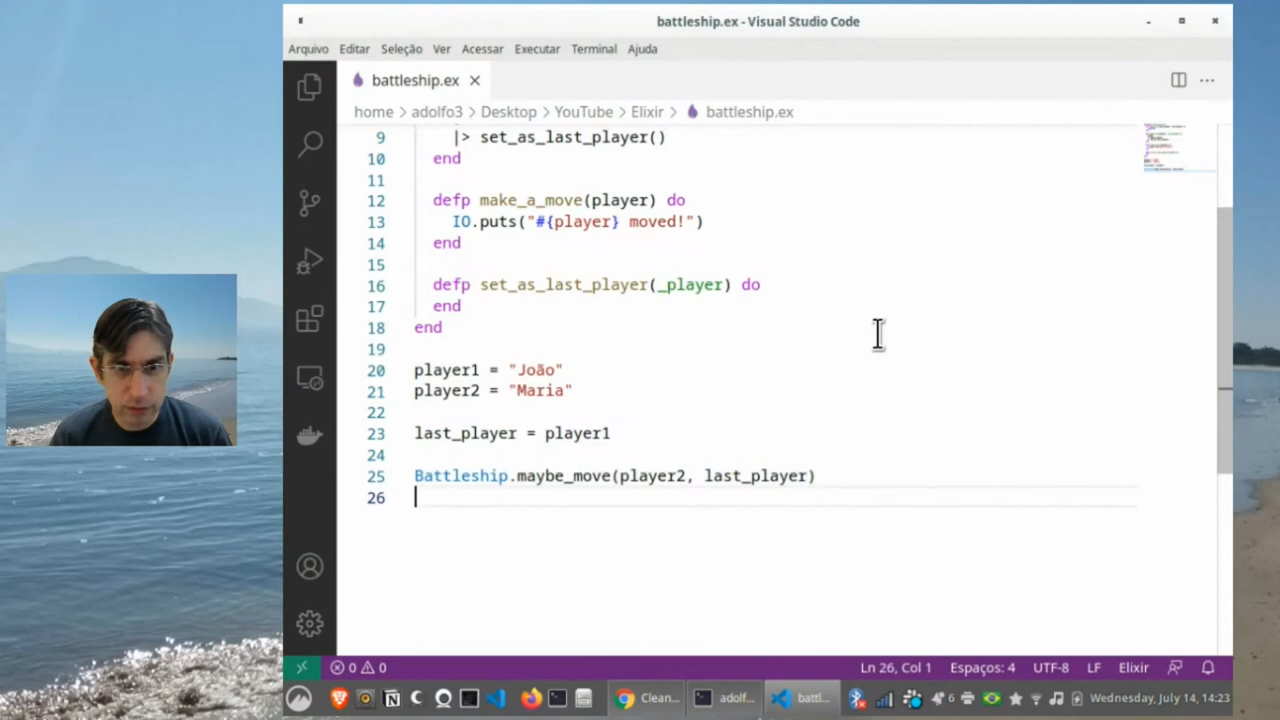 battleship.ex - Visual Studio Code
Arquivo Editar Seleção Ver Acessar Executar Terminal Ajuda
battleship.ex
home > adolfo3 > Desktop > YouTube > Elixir > battleship.ex
9 |> set_as_last_player()
10 end
11
12 defp make_a_move(player) do
13 IO.puts("#{player} moved!")
14 end
15
16 defp set_as_last_player(_player) do
17 end
18 end
19
20 player1 = "João"
21 player2 = "Maria"
22
23 last_player = player1
24
25 Battleship.maybe_move(player2, last_player)
26
0 0 Ln 26, Col 1 Espaços: 4 UTF-8 LF Elixir
Clean... adolf... battl... 6 Wednesday, July 14, 14:23